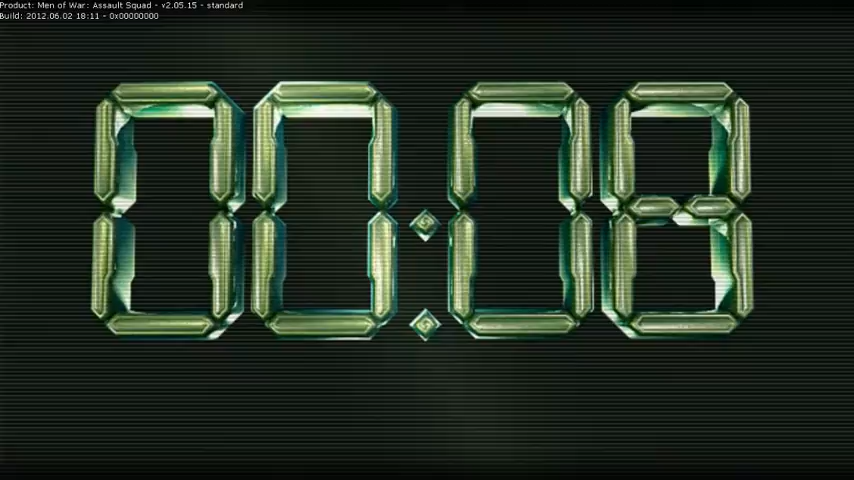 Product: Men of War: Assault Squad - v2.05.15 - standard
Build: 2012.06.02 18:11 - 0x00000000
00:08